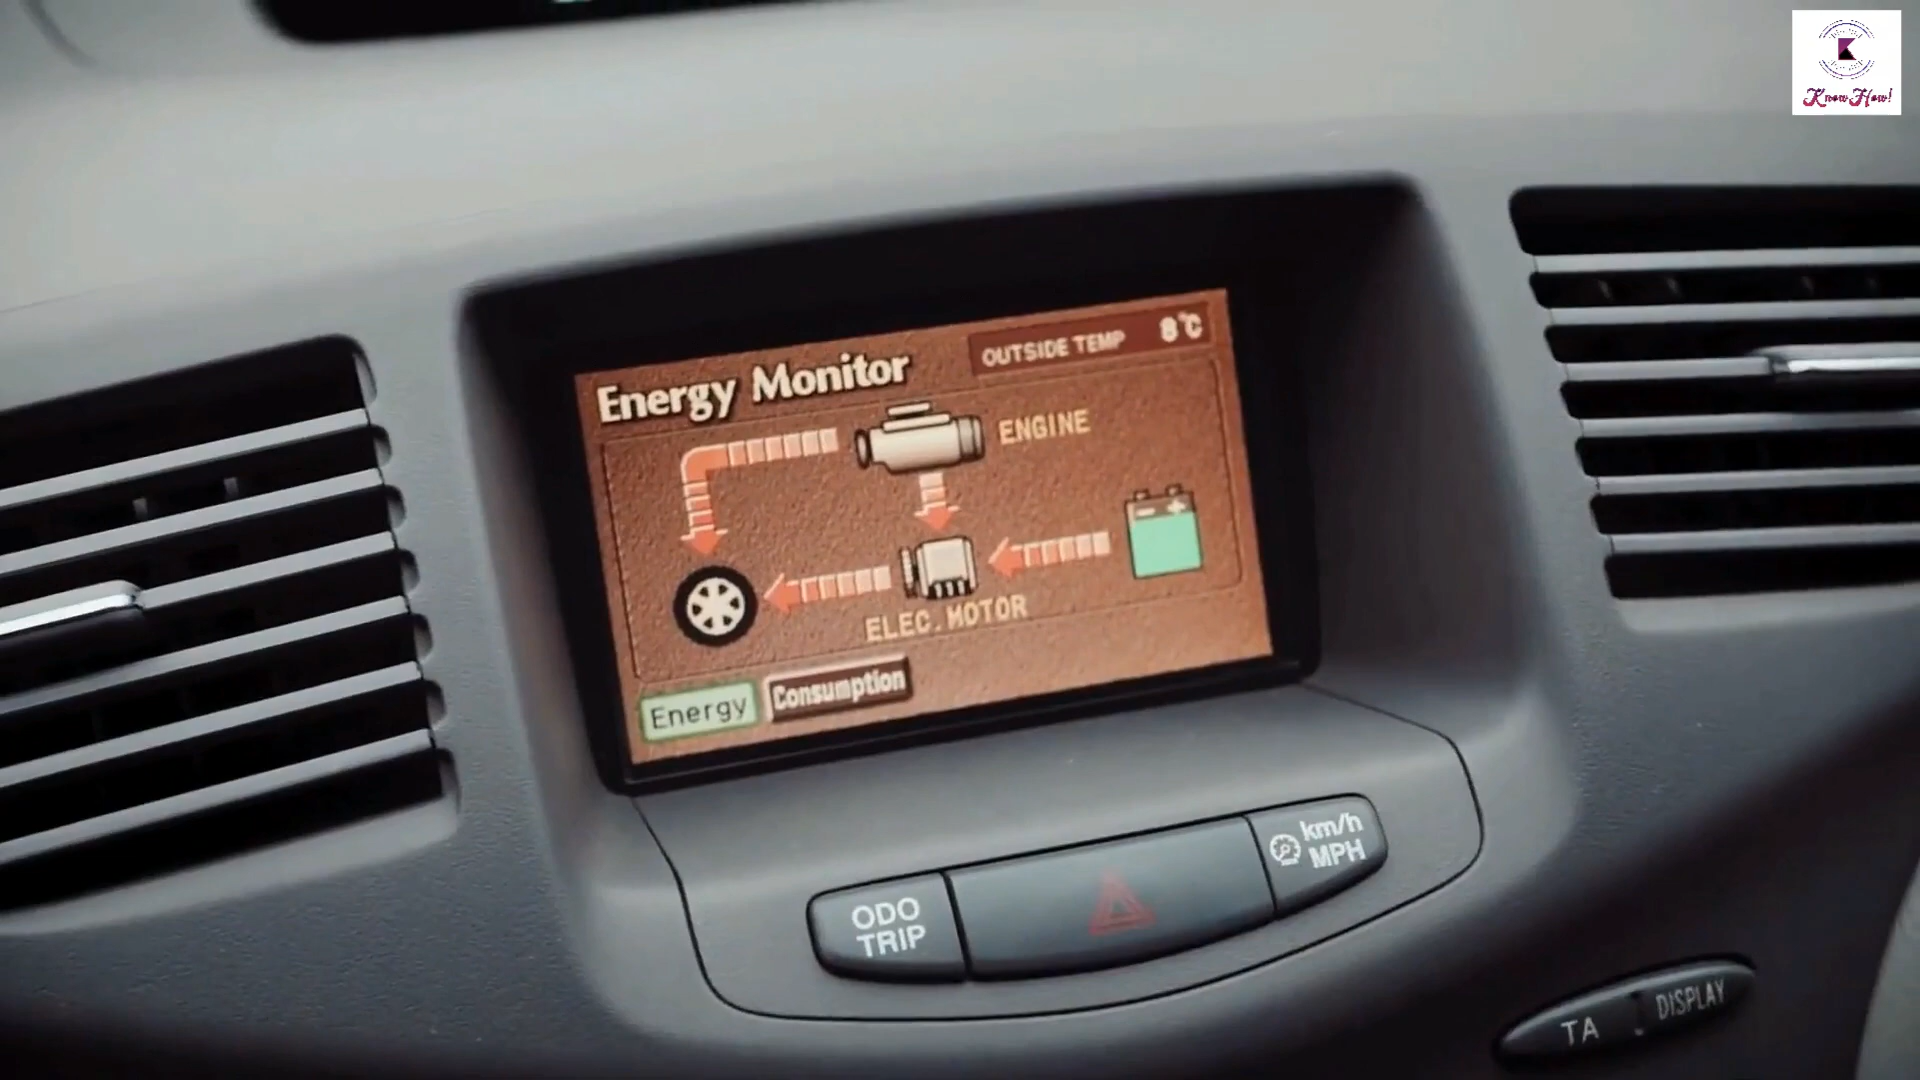 Know How!
Energy Monitor
OUTSIDE TEMP 8°C
ENGINE
- +
ELEC.MOTOR
Energy
Consumption
ODO
TRIP
km/h
MPH
TA
DISPLAY